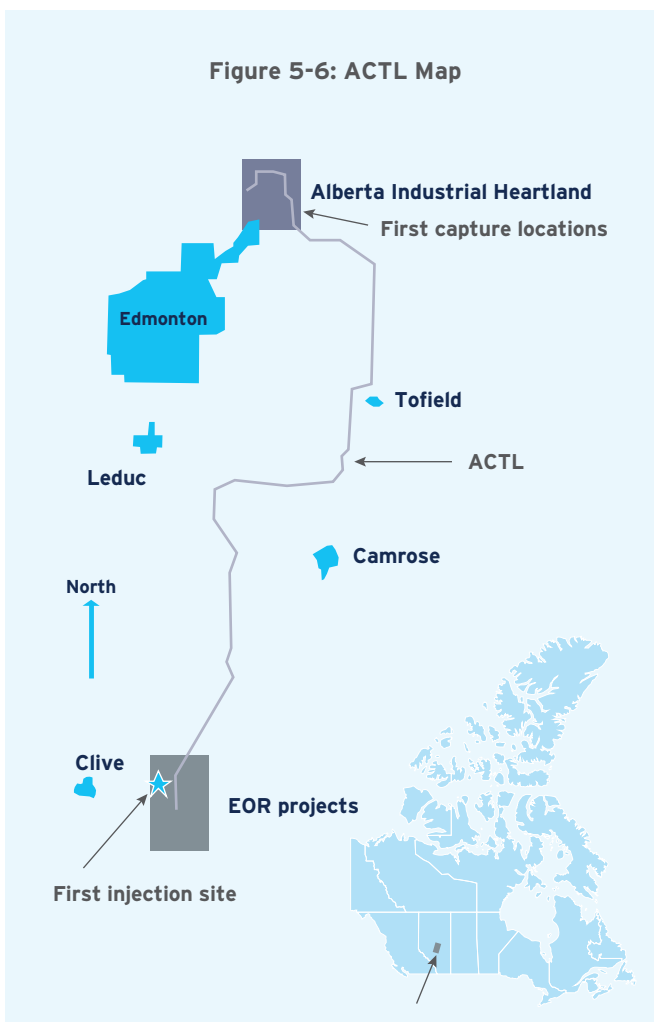 Figure 5-6: ACTL Map
Alberta Industrial Heartland
First capture locations
Edmonton
Tofield
Leduc
ACTL
Camrose
North
Clive
EOR projects
First injection site